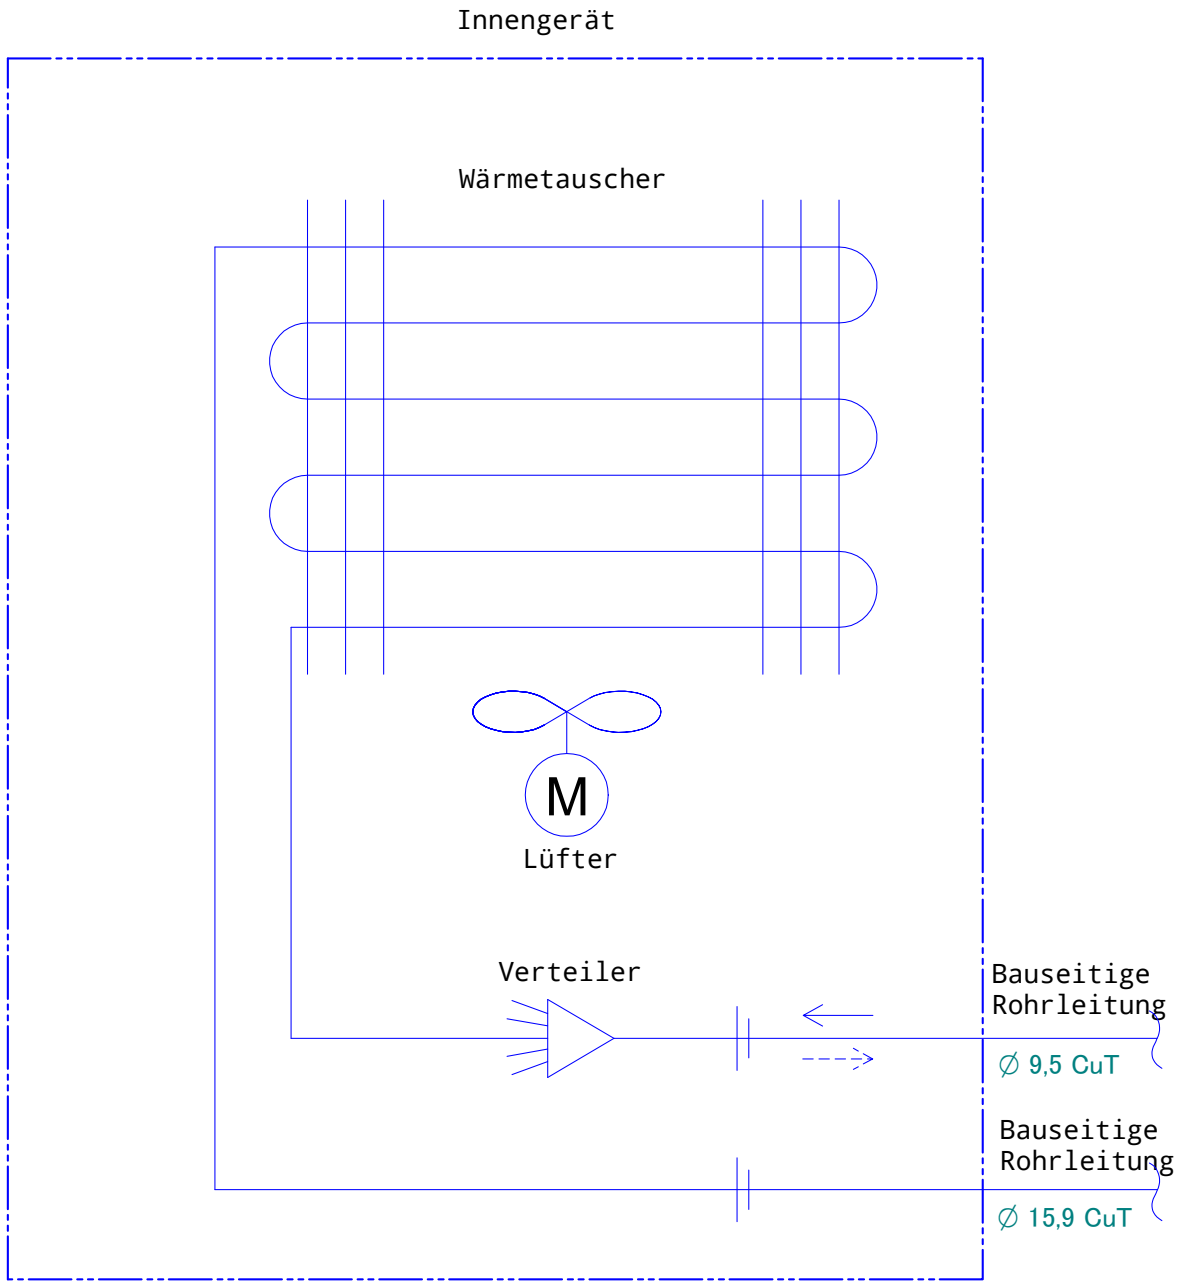 Innengerät
Wärmetauscher
M
Lüfter
Verteiler
Bauseitige
Rohrleitung
∅ 9,5 CuT
Bauseitige
Rohrleitung
∅ 15,9 CuT